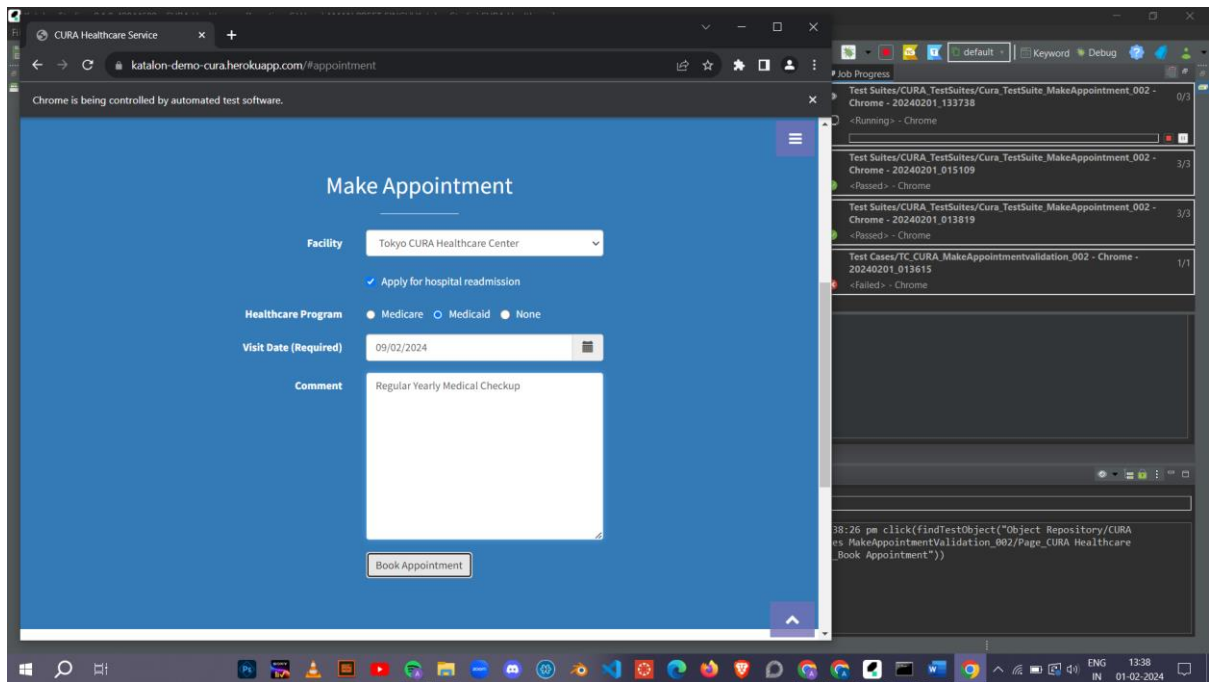 CURA Healthcare Service
katalon-demo-cura.herokuapp.com/#appointment
Chrome is being controlled by automated test software.
Make Appointment
Facility Tokyo CURA Healthcare Center
Apply for hospital readmission
Healthcare Program Medicare Medicaid None
Visit Date (Required) 09/02/2024
Comment Regular Yearly Medical Checkup
Book Appointment
default Keyword Debug
Job Progress
Test Suites/CURA_TestSuites/Cura_TestSuite_MakeAppointment_002 - 0/3
Chrome - 20240201_133738
<Running> - Chrome
Test Suites/CURA_TestSuites/Cura_TestSuite_MakeAppointment_002 - 3/3
Chrome - 20240201_015109
<Passed> - Chrome
Test Suites/CURA_TestSuites/Cura_TestSuite_MakeAppointment_002 - 3/3
Chrome - 20240201_013819
<Passed> - Chrome
Test Cases/TC_CURA_MakeAppointmentvalidation_002 - Chrome - 1/1
20240201_013615
<Failed> - Chrome
38:26 pm click(findTestObject("Object Repository/CURA
es MakeAppointmentValidation_002/Page_CURA Healthcare
_Book Appointment"))
ENG 13:38
IN 01-02-2024